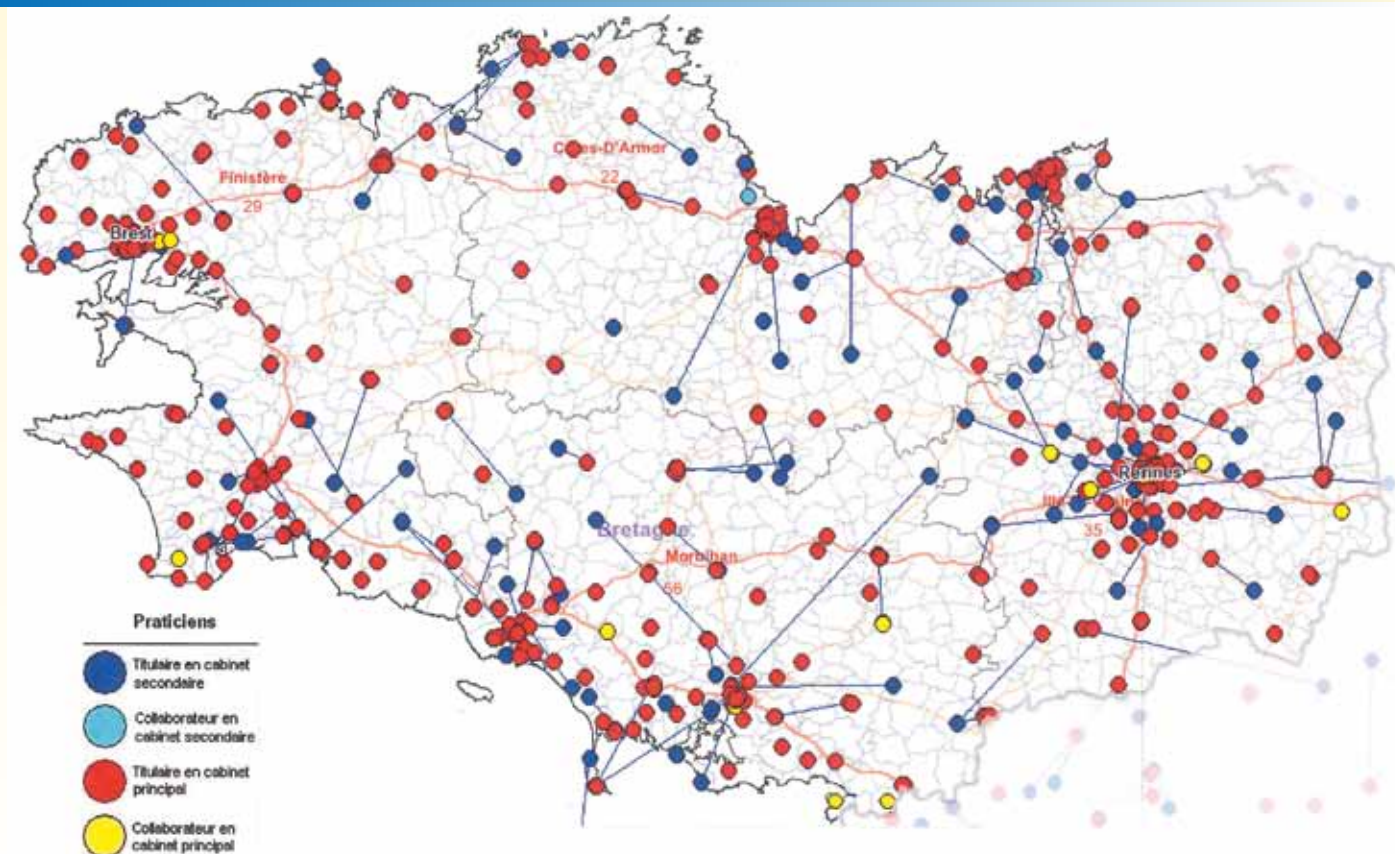 Finistère
29
Brest
Côtes-D'Armor
22
Rennes
35
Bretagne
Morbihan
56
Praticiens
Titulaire en cabinet
secondaire
Collaborateur en
cabinet secondaire
Titulaire en cabinet
principal
Collaborateur en
cabinet principal